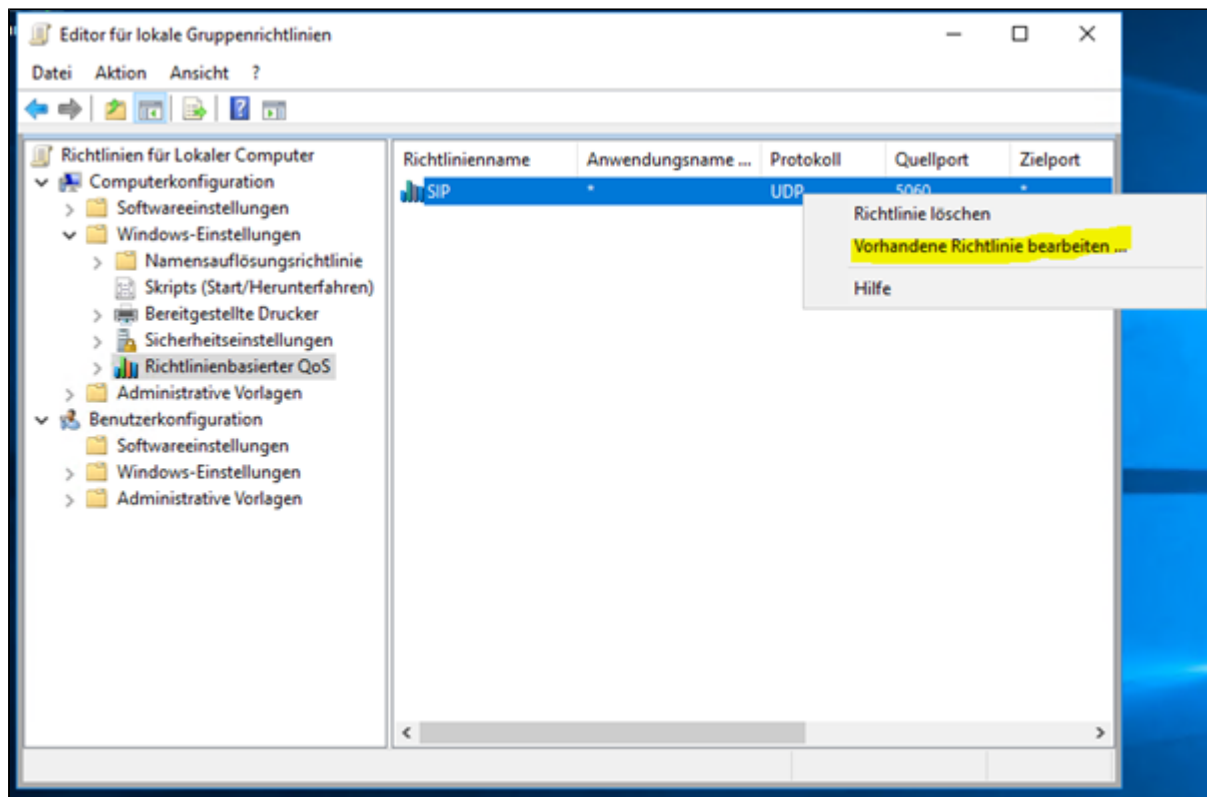 Editor für lokale Gruppenrichtlinien
Datei Aktion Ansicht ?
Richtlinien für Lokaler Computer
Computerkonfiguration
Softwareeinstellungen
Windows-Einstellungen
Namensauflösungsrichtlinie
Skripts (Start/Herunterfahren)
Bereitgestellte Drucker
Sicherheitseinstellungen
Richtlinienbasierter QoS
Administrative Vorlagen
Benutzerkonfiguration
Softwareeinstellungen
Windows-Einstellungen
Administrative Vorlagen
Richtlinienname Anwendungsname ... Protokoll Quellport Zielport
SIP * UDP 5060 *
Richtlinie löschen
Vorhandene Richtlinie bearbeiten ...
Hilfe